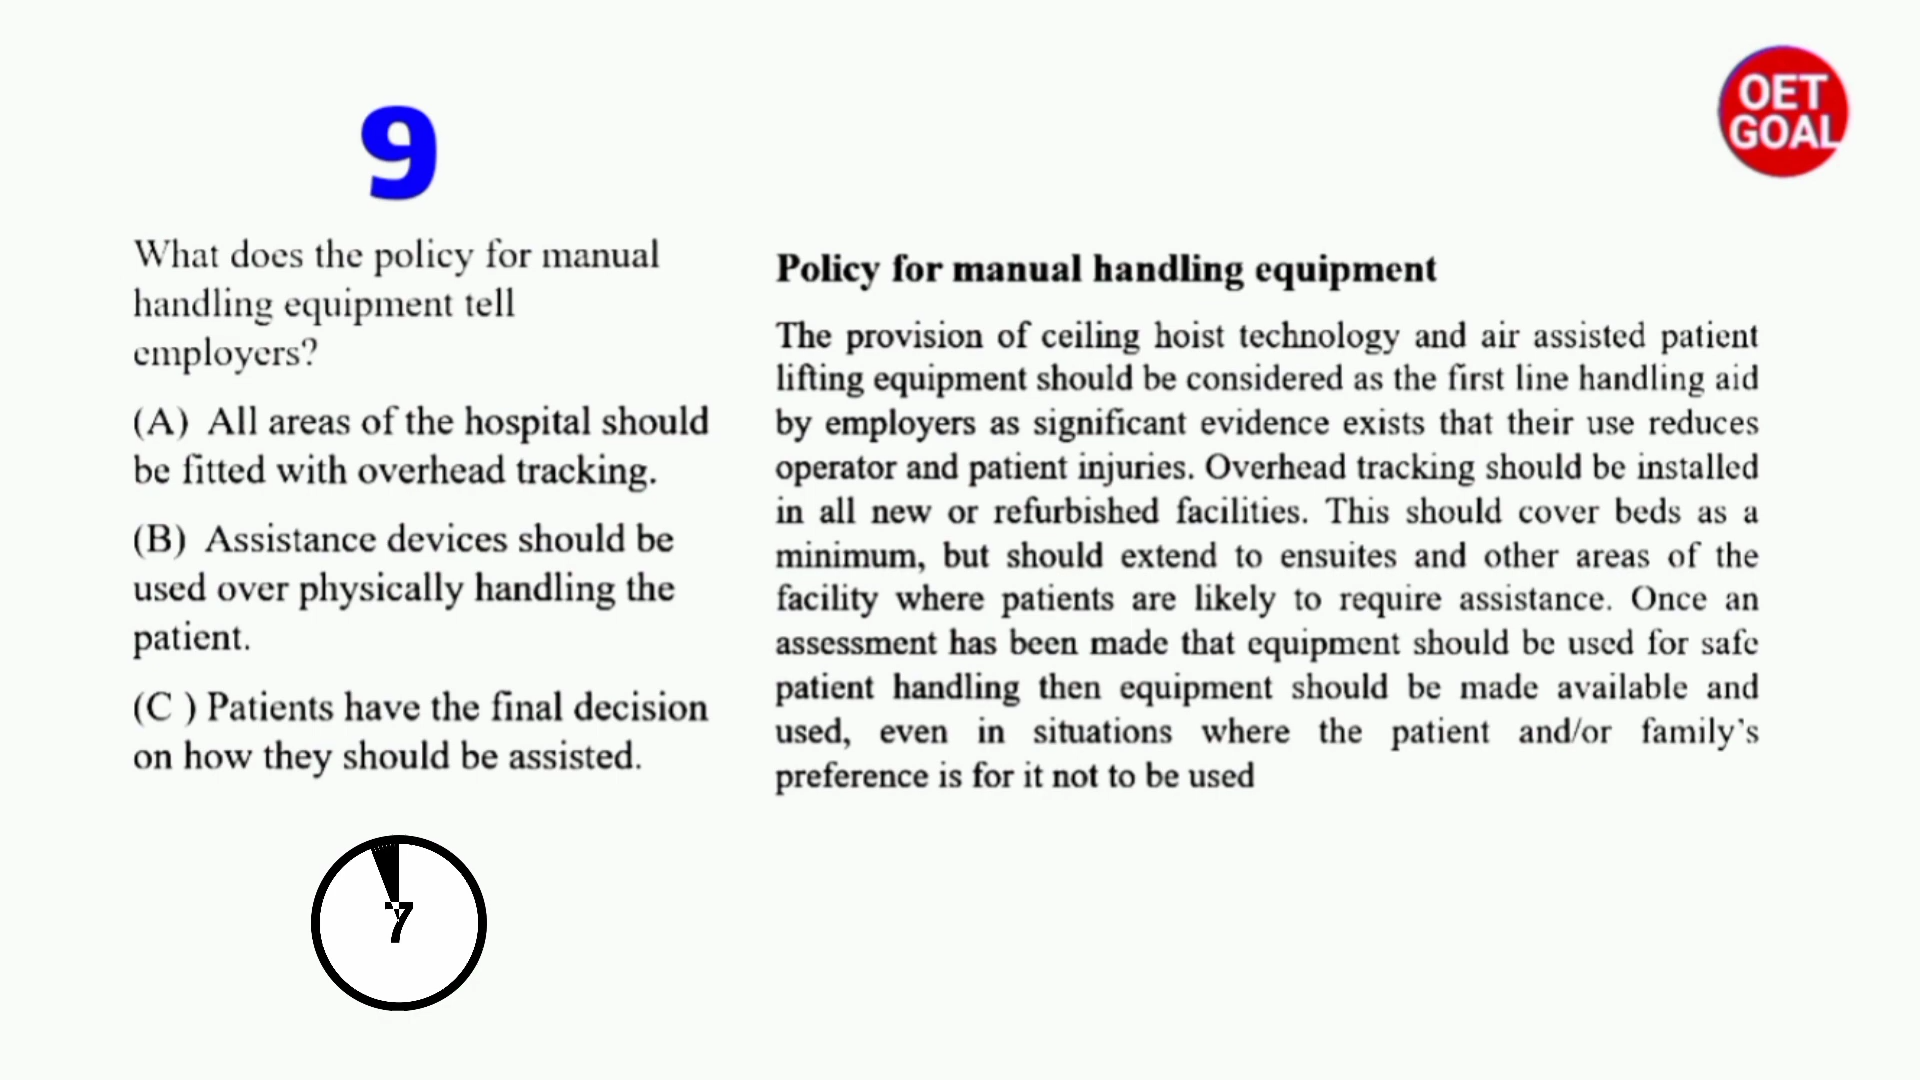 OET
GOAL
9
What does the policy for manual
handling equipment tell
employers?
(A) All areas of the hospital should
be fitted with overhead tracking.
(B) Assistance devices should be
used over physically handling the
patient.
(C ) Patients have the final decision
on how they should be assisted.
7
Policy for manual handling equipment
The provision of ceiling hoist technology and air assisted patient
lifting equipment should be considered as the first line handling aid
by employers as significant evidence exists that their use reduces
operator and patient injuries. Overhead tracking should be installed
in all new or refurbished facilities. This should cover beds as a
minimum, but should extend to ensuites and other areas of the
facility where patients are likely to require assistance. Once an
assessment has been made that equipment should be used for safe
patient handling then equipment should be made available and
used, even in situations where the patient and/or family's
preference is for it not to be used